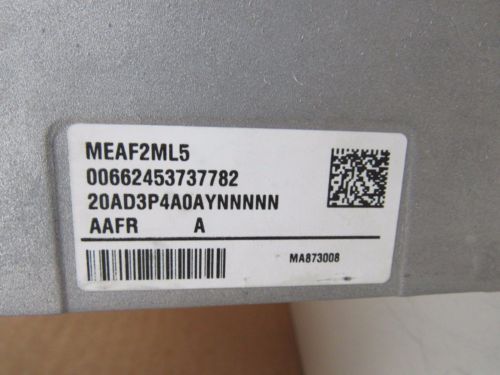 MEAF2ML5
00662453737782
20AD3P4A0AYNNNNN
AAFR A
MA873008